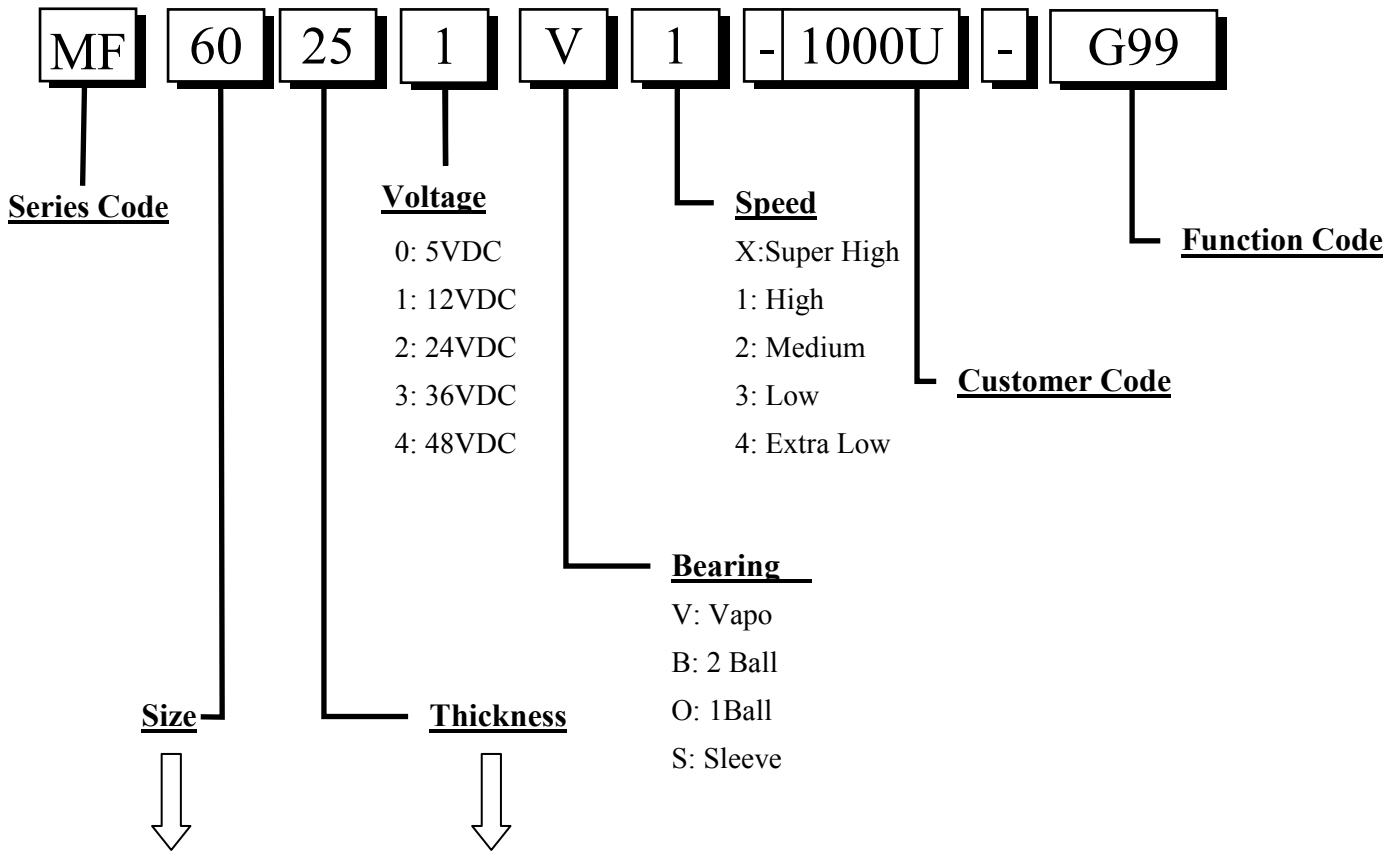 MF 60 25 1 V 1 - 1000U - G99
Series Code
Voltage
0: 5VDC
1: 12VDC
2: 24VDC
3: 36VDC
4: 48VDC
Speed
X:Super High
1: High
2: Medium
3: Low
4: Extra Low
Function Code
Customer Code
Bearing
V: Vapo
B: 2 Ball
O: 1Ball
S: Sleeve
Size
Thickness